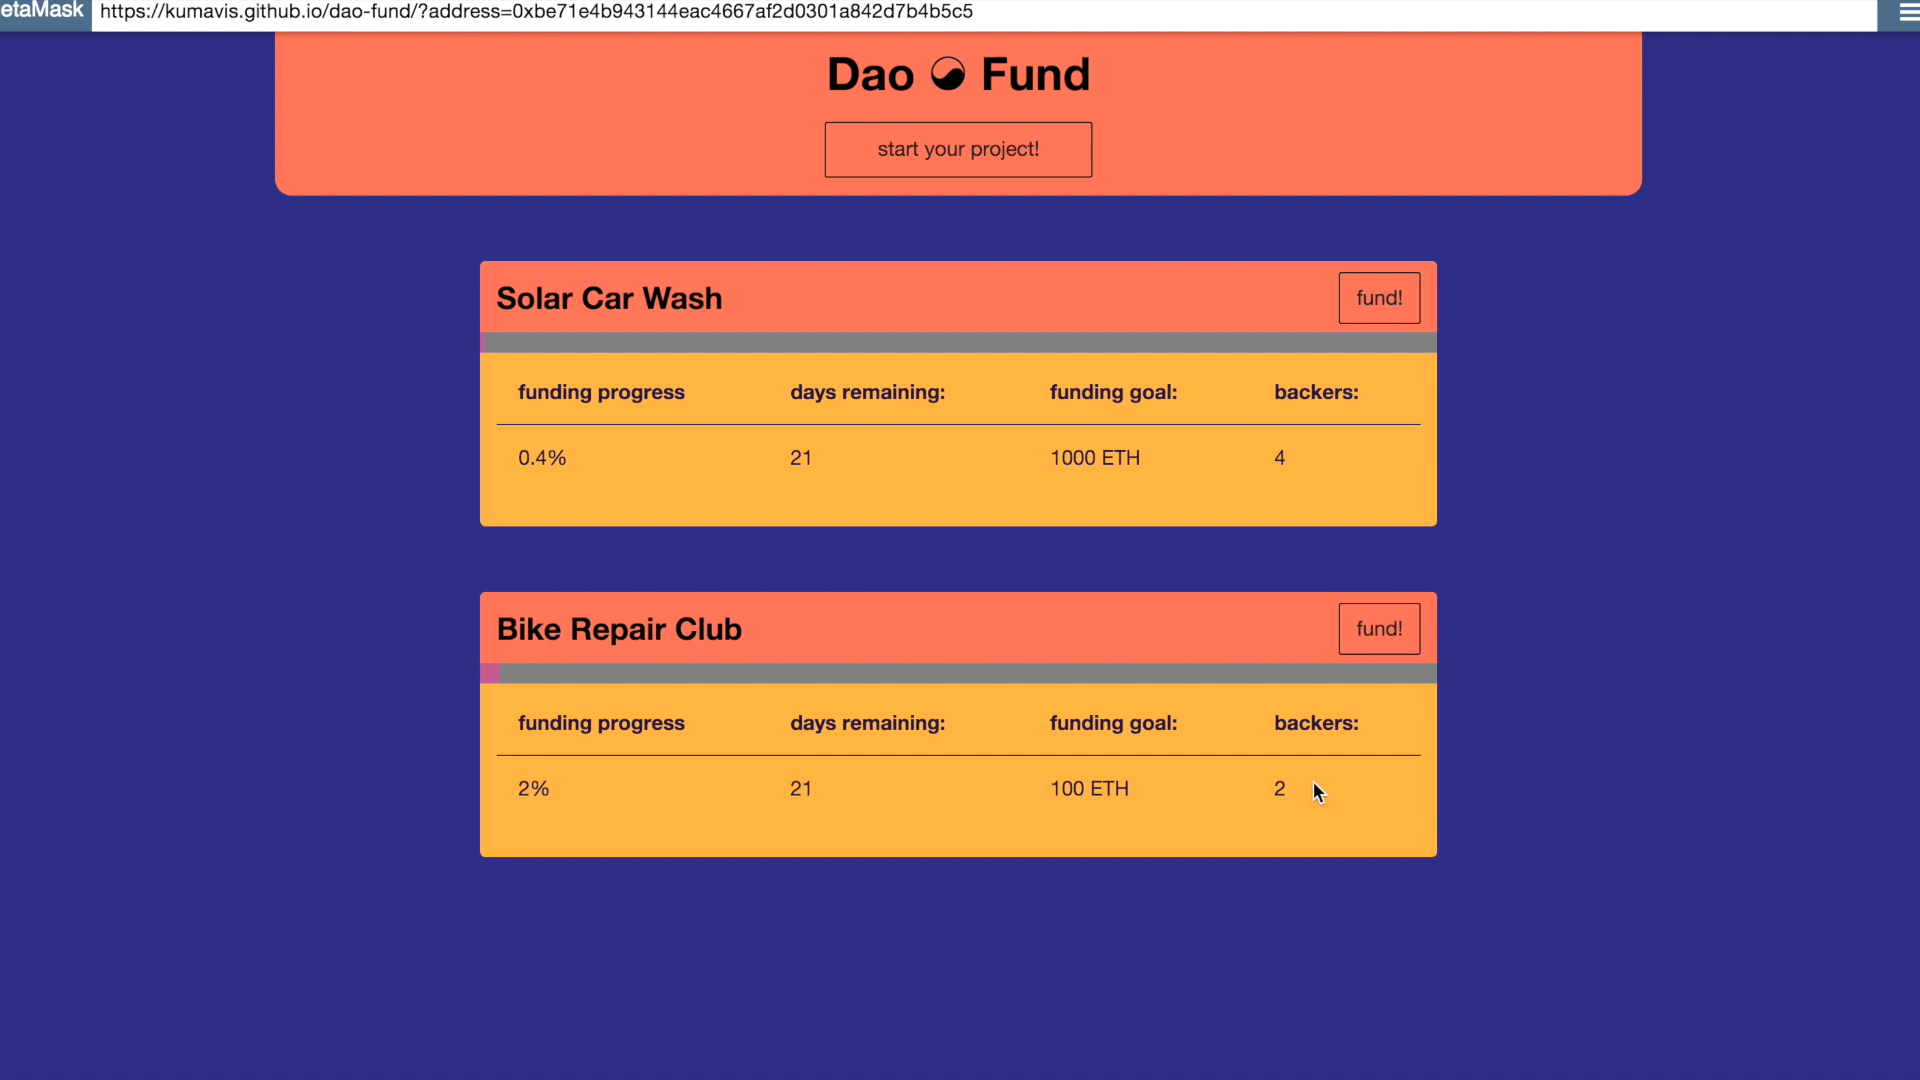 etaMask https://kumavis.github.io/dao-fund/?address=0xbe71e4b943144eac4667af2d0301a842d7b4b5c5
Dao Fund
start your project!
Solar Car Wash fund!
funding progress days remaining: funding goal: backers:
0.4% 21 1000 ETH 4
Bike Repair Club fund!
funding progress days remaining: funding goal: backers:
2% 21 100 ETH 2